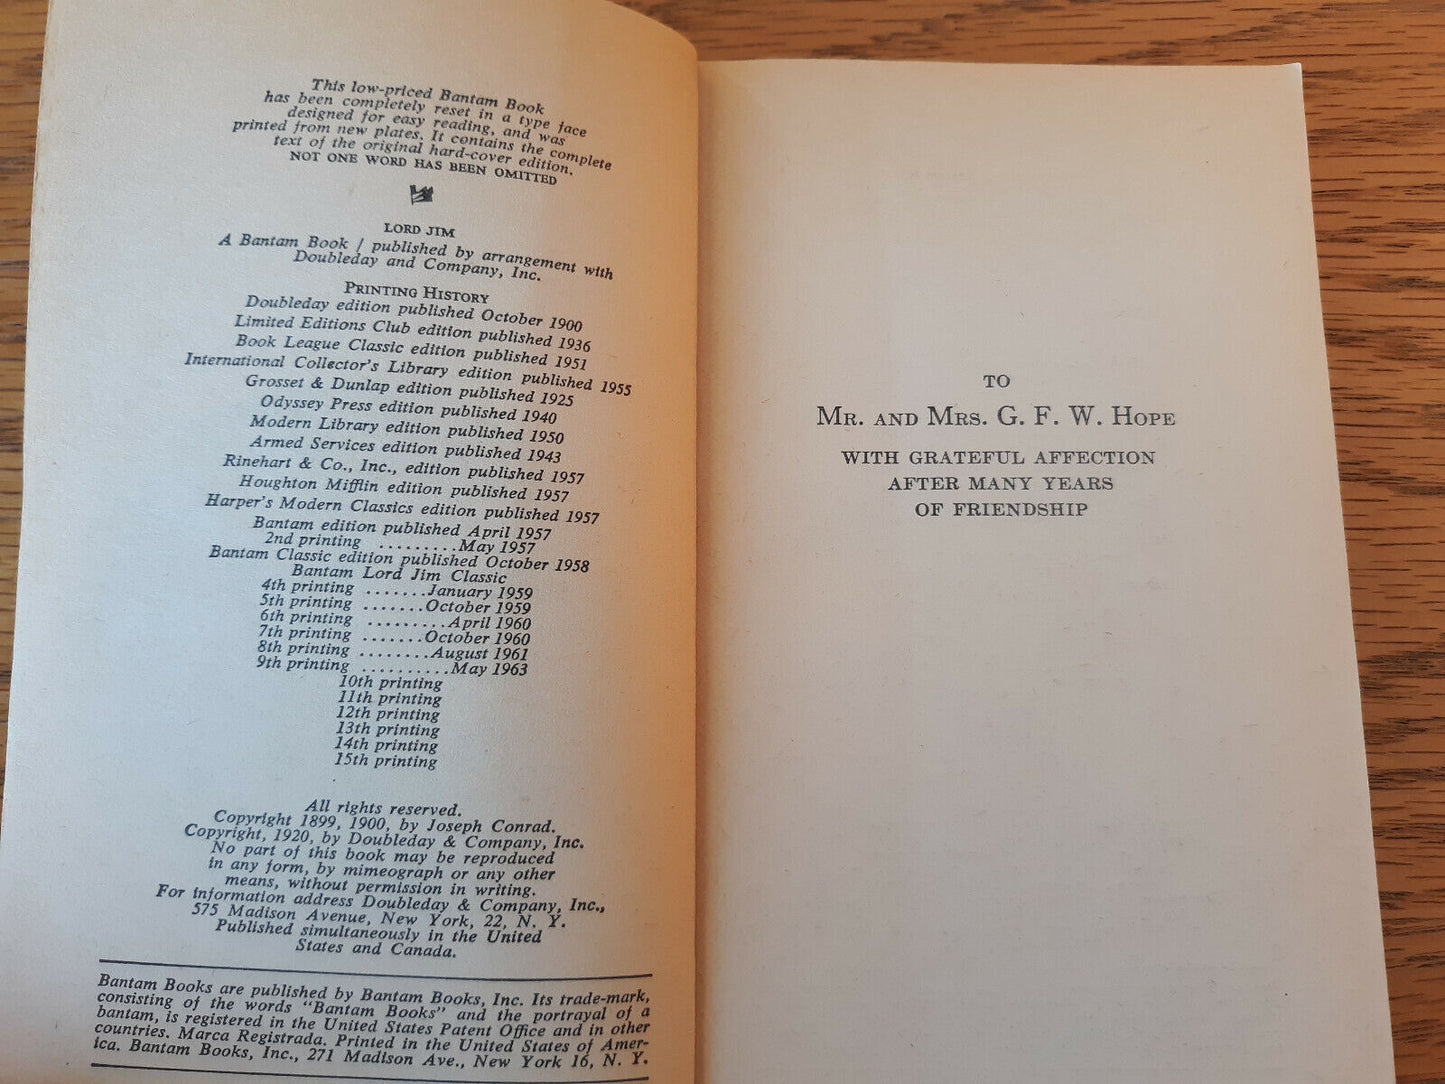 This low-priced Bantam Book
has been completely reset in a type face
designed for easy reading, and was
printed from new plates. It contains the complete
text of the original hard-cover edition.
NOT ONE WORD HAS BEEN OMITTED
LORD JIM
A Bantam Book / published by arrangement with
Doubleday and Company, Inc.
PRINTING HISTORY
Doubleday edition published October 1900
Limited Editions Club edition published 1936
Book League Classic edition published 1951
International Collector's Library edition published 1955
Grosset & Dunlap edition published 1925
Odyssey Press edition published 1940
Modern Library edition published 1950
Armed Services edition published 1943
Rinehart & Co., Inc., edition published 1957
Houghton Mifflin edition published 1957
Harper's Modern Classics edition published 1957
Bantam edition published April 1957
2nd printing .........May 1957
Bantam Classic edition published October 1958
Bantam Lord Jim Classic
4th printing .......January 1959
5th printing .......October 1959
6th printing .........April 1960
7th printing .......October 1960
8th printing ........August 1961
9th printing ..........May 1963
10th printing
11th printing
12th printing
13th printing
14th printing
15th printing
All rights reserved.
Copyright 1899, 1900, by Joseph Conrad.
Copyright, 1920, by Doubleday & Company, Inc.
No part of this book may be reproduced
in any form, by mimeograph or any other
means, without permission in writing.
For information address Doubleday & Company, Inc.,
575 Madison Avenue, New York, 22, N. Y.
Published simultaneously in the United
States and Canada.
Bantam Books are published by Bantam Books, Inc. Its trade-mark,
consisting of the words "Bantam Books" and the portrayal of a
bantam, is registered in the United States Patent Office and in other
countries. Marca Registrada. Printed in the United States of Amer-
ica. Bantam Books, Inc., 271 Madison Ave., New York 16, N. Y.
TO
MR. AND MRS. G. F. W. HOPE
WITH GRATEFUL AFFECTION
AFTER MANY YEARS
OF FRIENDSHIP